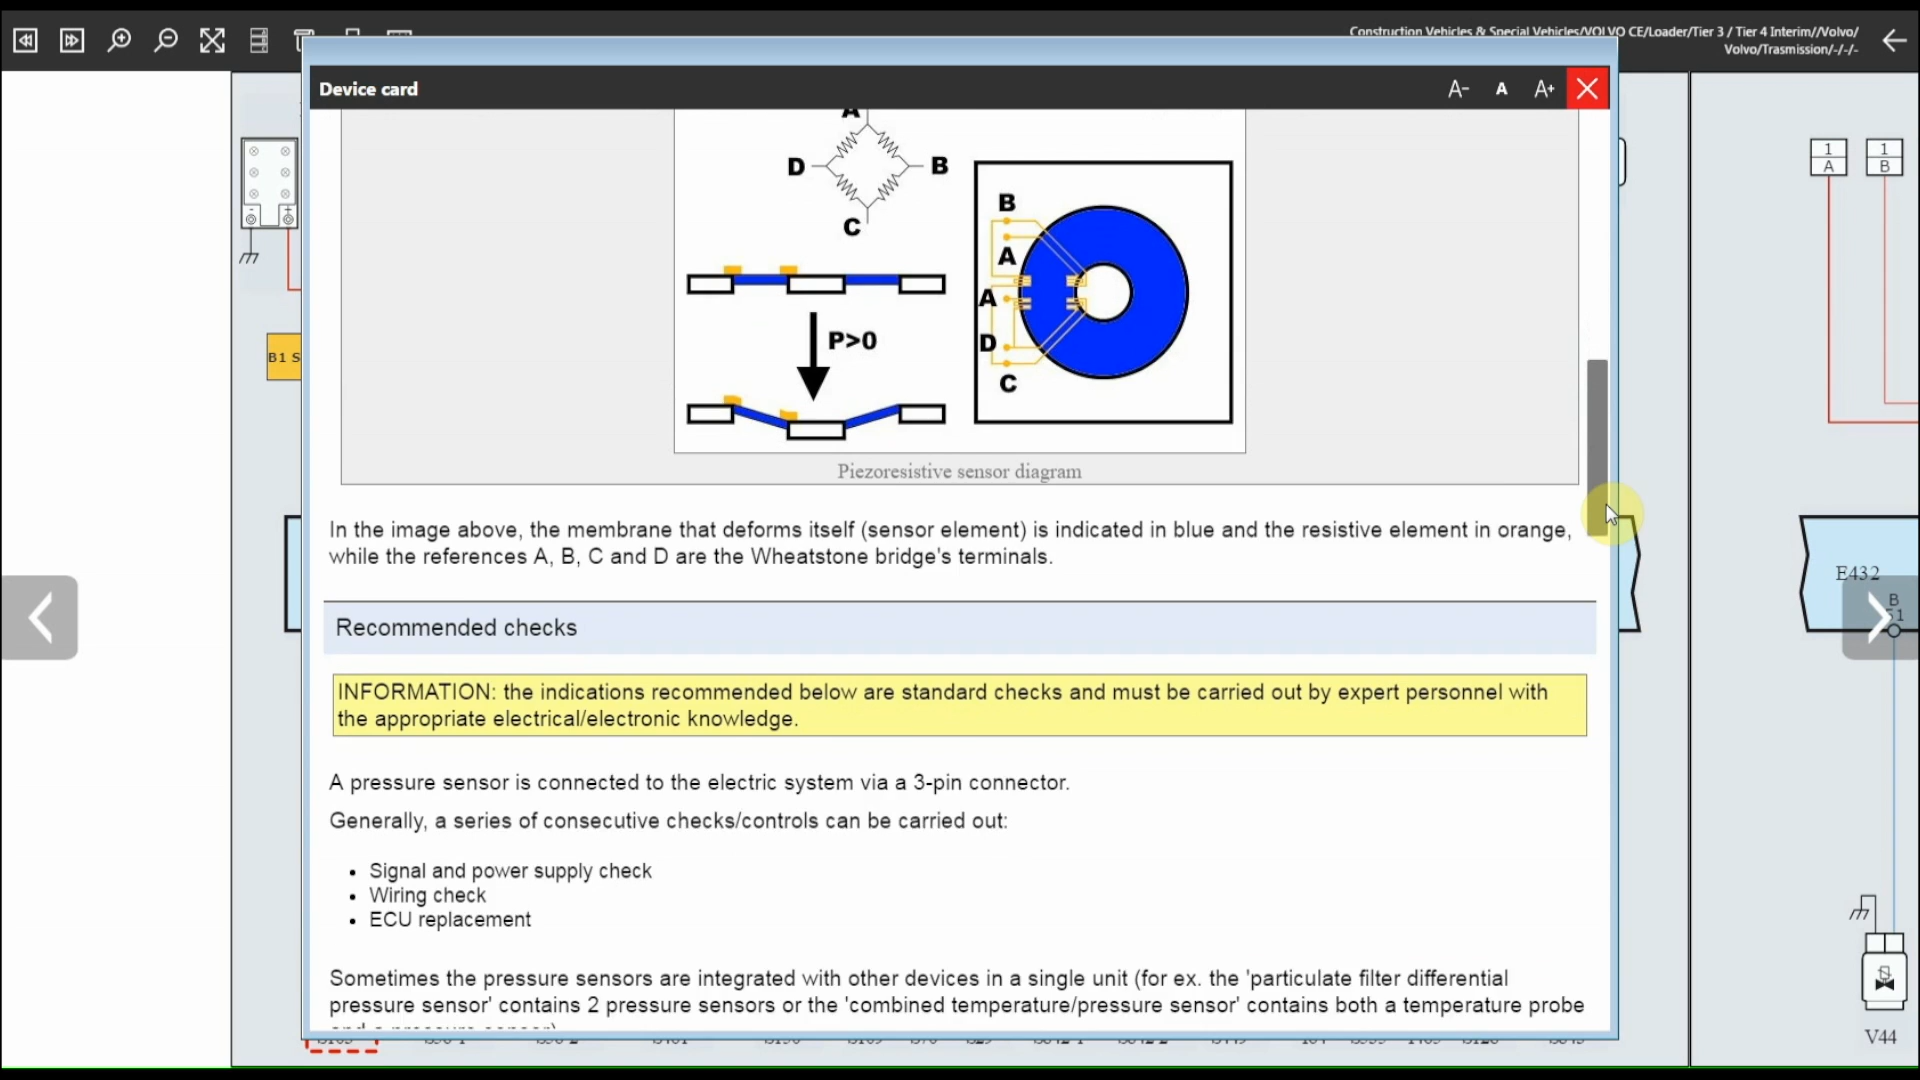 Construction Vehicles & Special Vehicles/VOLVO CE/Loader/Tier 3 / Tier 4 Interim//Volvo/
Volvo/Trasmission/-/-/-
Device card
A- A A+
A
D B
C
P>0
B
A
A
D
C
Piezoresistive sensor diagram
In the image above, the membrane that deforms itself (sensor element) is indicated in blue and the resistive element in orange,
while the references A, B, C and D are the Wheatstone bridge's terminals.
Recommended checks
INFORMATION: the indications recommended below are standard checks and must be carried out by expert personnel with
the appropriate electrical/electronic knowledge.
A pressure sensor is connected to the electric system via a 3-pin connector.
Generally, a series of consecutive checks/controls can be carried out:
• Signal and power supply check
• Wiring check
• ECU replacement
Sometimes the pressure sensors are integrated with other devices in a single unit (for ex. the 'particulate filter differential
pressure sensor' contains 2 pressure sensors or the 'combined temperature/pressure sensor' contains both a temperature probe
and a pressure sensor)
B1 S
1 1
A B
E432
B
V44